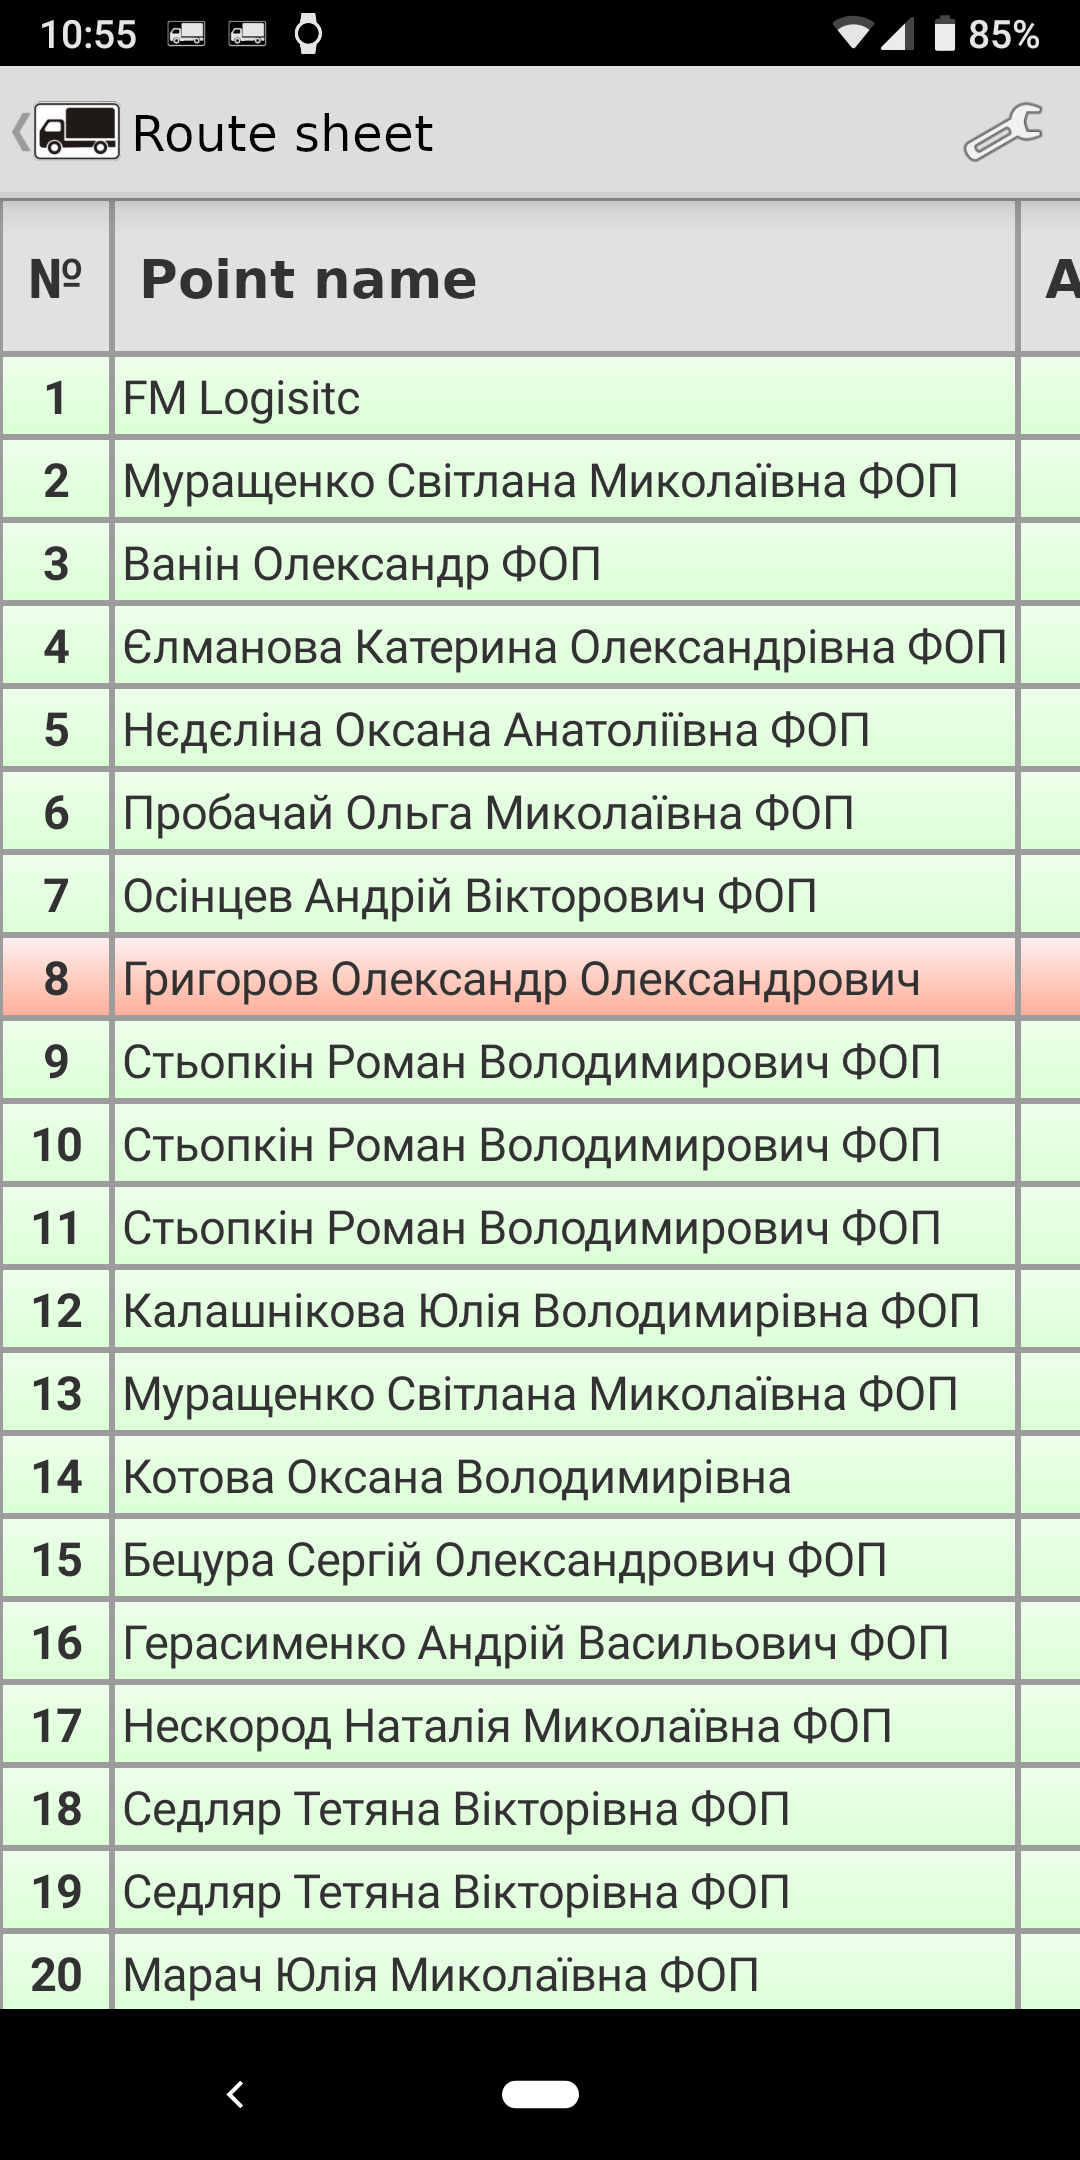 10:55 85%
Route sheet
№ Point name A
1 FM Logisitc
2 Муращенко Світлана Миколаївна ФОП
3 Ванін Олександр ФОП
4 Єлманова Катерина Олександрівна ФОП
5 Нєдєліна Оксана Анатоліївна ФОП
6 Пробачай Ольга Миколаївна ФОП
7 Осінцев Андрій Вікторович ФОП
8 Григоров Олександр Олександрович
9 Стьопкін Роман Володимирович ФОП
10 Стьопкін Роман Володимирович ФОП
11 Стьопкін Роман Володимирович ФОП
12 Калашнікова Юлія Володимирівна ФОП
13 Муращенко Світлана Миколаївна ФОП
14 Котова Оксана Володимирівна
15 Бецура Сергій Олександрович ФОП
16 Герасименко Андрій Васильович ФОП
17 Нескород Наталія Миколаївна ФОП
18 Седляр Тетяна Вікторівна ФОП
19 Седляр Тетяна Вікторівна ФОП
20 Марач Юлія Миколаївна ФОП